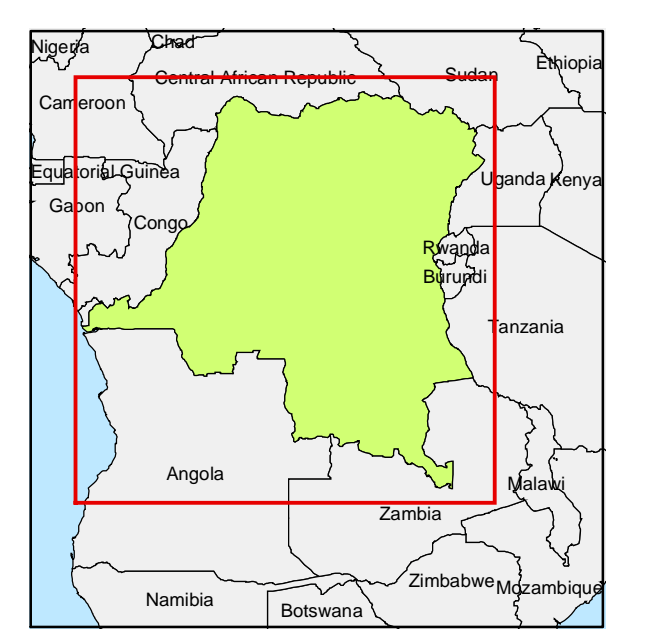 Nigeria
Chad
Ethiopia
Central African Republic
Sudan
Cameroon
Equatorial Guinea
Uganda
Kenya
Gabon
Congo
Rwanda
Burundi
Tanzania
Angola
Malawi
Zambia
Zimbabwe
Mozambique
Namibia
Botswana